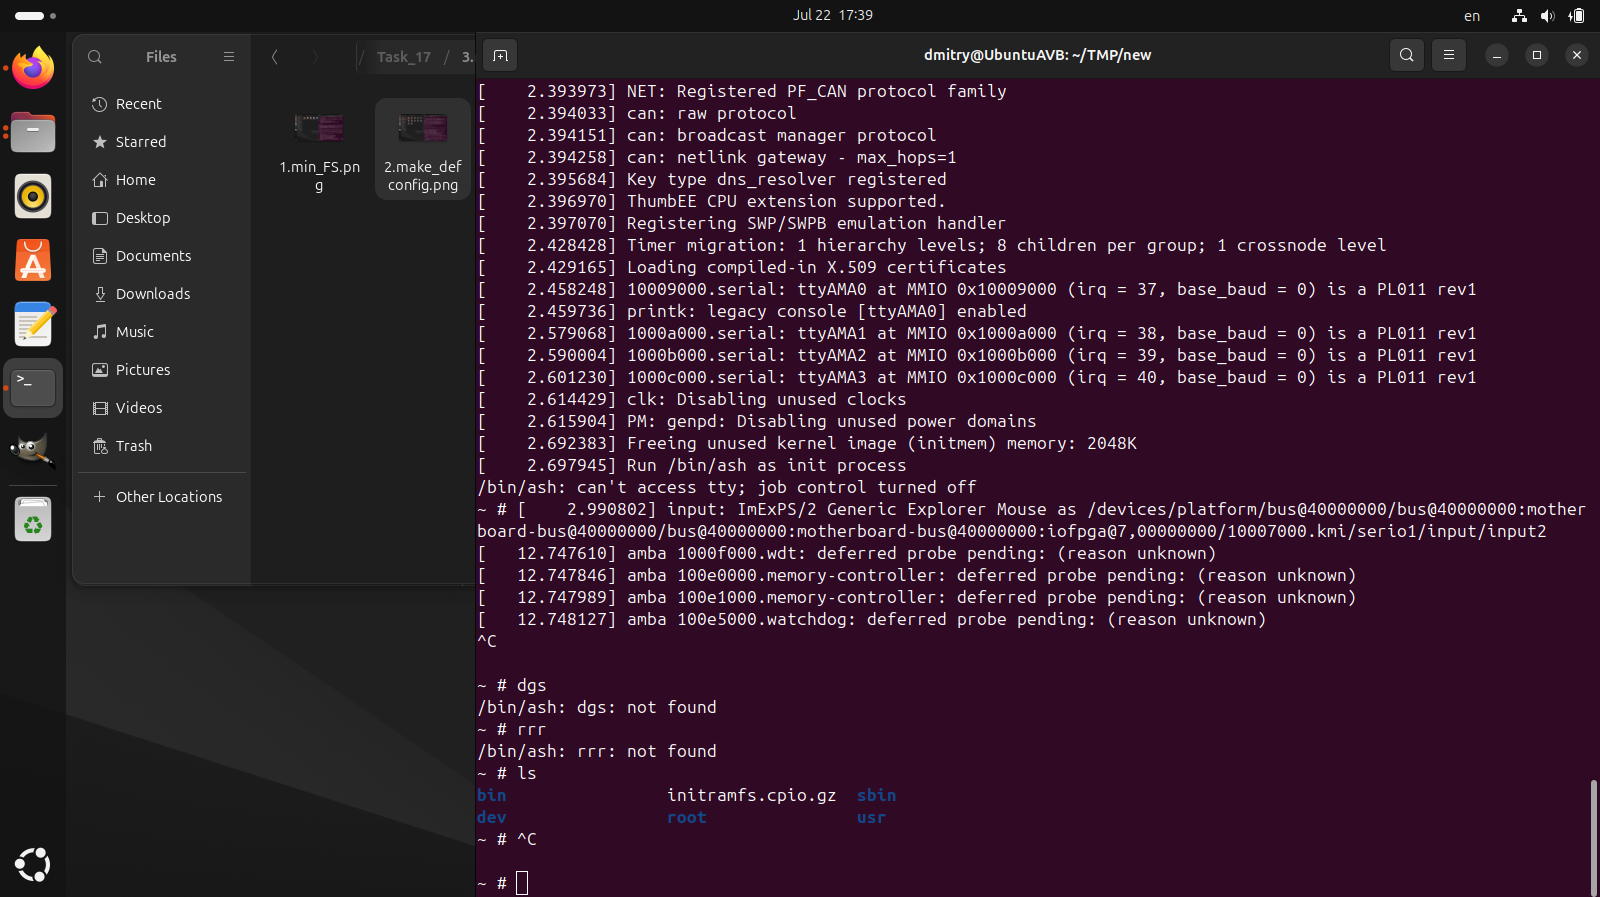 Jul 22  17:39
en
Files
Task_17 / 3.
Recent
Starred
Home
Desktop
Documents
Downloads
Music
Pictures
Videos
Trash
Other Locations
1.min_FS.pn
g
2.make_def
config.png
dmitry@UbuntuAVB: ~/TMP/new
[    2.393973] NET: Registered PF_CAN protocol family
[    2.394033] can: raw protocol
[    2.394151] can: broadcast manager protocol
[    2.394258] can: netlink gateway - max_hops=1
[    2.395684] Key type dns_resolver registered
[    2.396970] ThumbEE CPU extension supported.
[    2.397070] Registering SWP/SWPB emulation handler
[    2.428428] Timer migration: 1 hierarchy levels; 8 children per group; 1 crossnode level
[    2.429165] Loading compiled-in X.509 certificates
[    2.458248] 10009000.serial: ttyAMA0 at MMIO 0x10009000 (irq = 37, base_baud = 0) is a PL011 rev1
[    2.459736] printk: legacy console [ttyAMA0] enabled
[    2.579068] 1000a000.serial: ttyAMA1 at MMIO 0x1000a000 (irq = 38, base_baud = 0) is a PL011 rev1
[    2.590004] 1000b000.serial: ttyAMA2 at MMIO 0x1000b000 (irq = 39, base_baud = 0) is a PL011 rev1
[    2.601230] 1000c000.serial: ttyAMA3 at MMIO 0x1000c000 (irq = 40, base_baud = 0) is a PL011 rev1
[    2.614429] clk: Disabling unused clocks
[    2.615904] PM: genpd: Disabling unused power domains
[    2.692383] Freeing unused kernel image (initmem) memory: 2048K
[    2.697945] Run /bin/ash as init process
/bin/ash: can't access tty; job control turned off
~ # [    2.990802] input: ImExPS/2 Generic Explorer Mouse as /devices/platform/bus@40000000/bus@40000000:mother
board-bus@40000000/bus@40000000:motherboard-bus@40000000:iofpga@7,00000000/10007000.kmi/serio1/input/input2
[   12.747610] amba 1000f000.wdt: deferred probe pending: (reason unknown)
[   12.747846] amba 100e0000.memory-controller: deferred probe pending: (reason unknown)
[   12.747989] amba 100e1000.memory-controller: deferred probe pending: (reason unknown)
[   12.748127] amba 100e5000.watchdog: deferred probe pending: (reason unknown)
^C
~ # dgs
/bin/ash: dgs: not found
~ # rrr
/bin/ash: rrr: not found
~ # ls
bin                initramfs.cpio.gz  sbin
dev                root               usr
~ # ^C
~ #